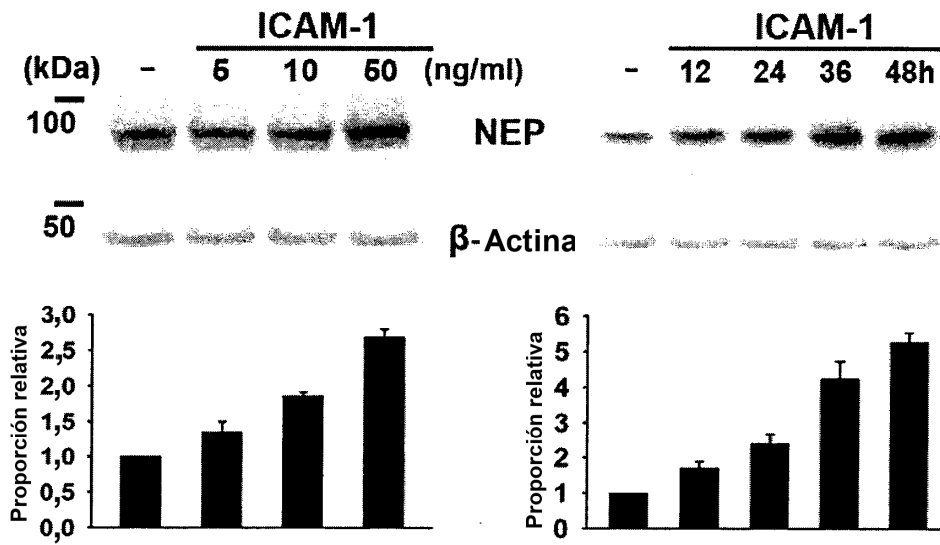 ICAM-1
(kDa) – 5 10 50 (ng/ml)
100
50
ICAM-1
– 12 24 36 48h
NEP
β-Actina
Proporción relativa
3,0
2,5
2,0
1,5
1,0
0,5
0,0
Proporción relativa
6
5
4
3
2
1
0